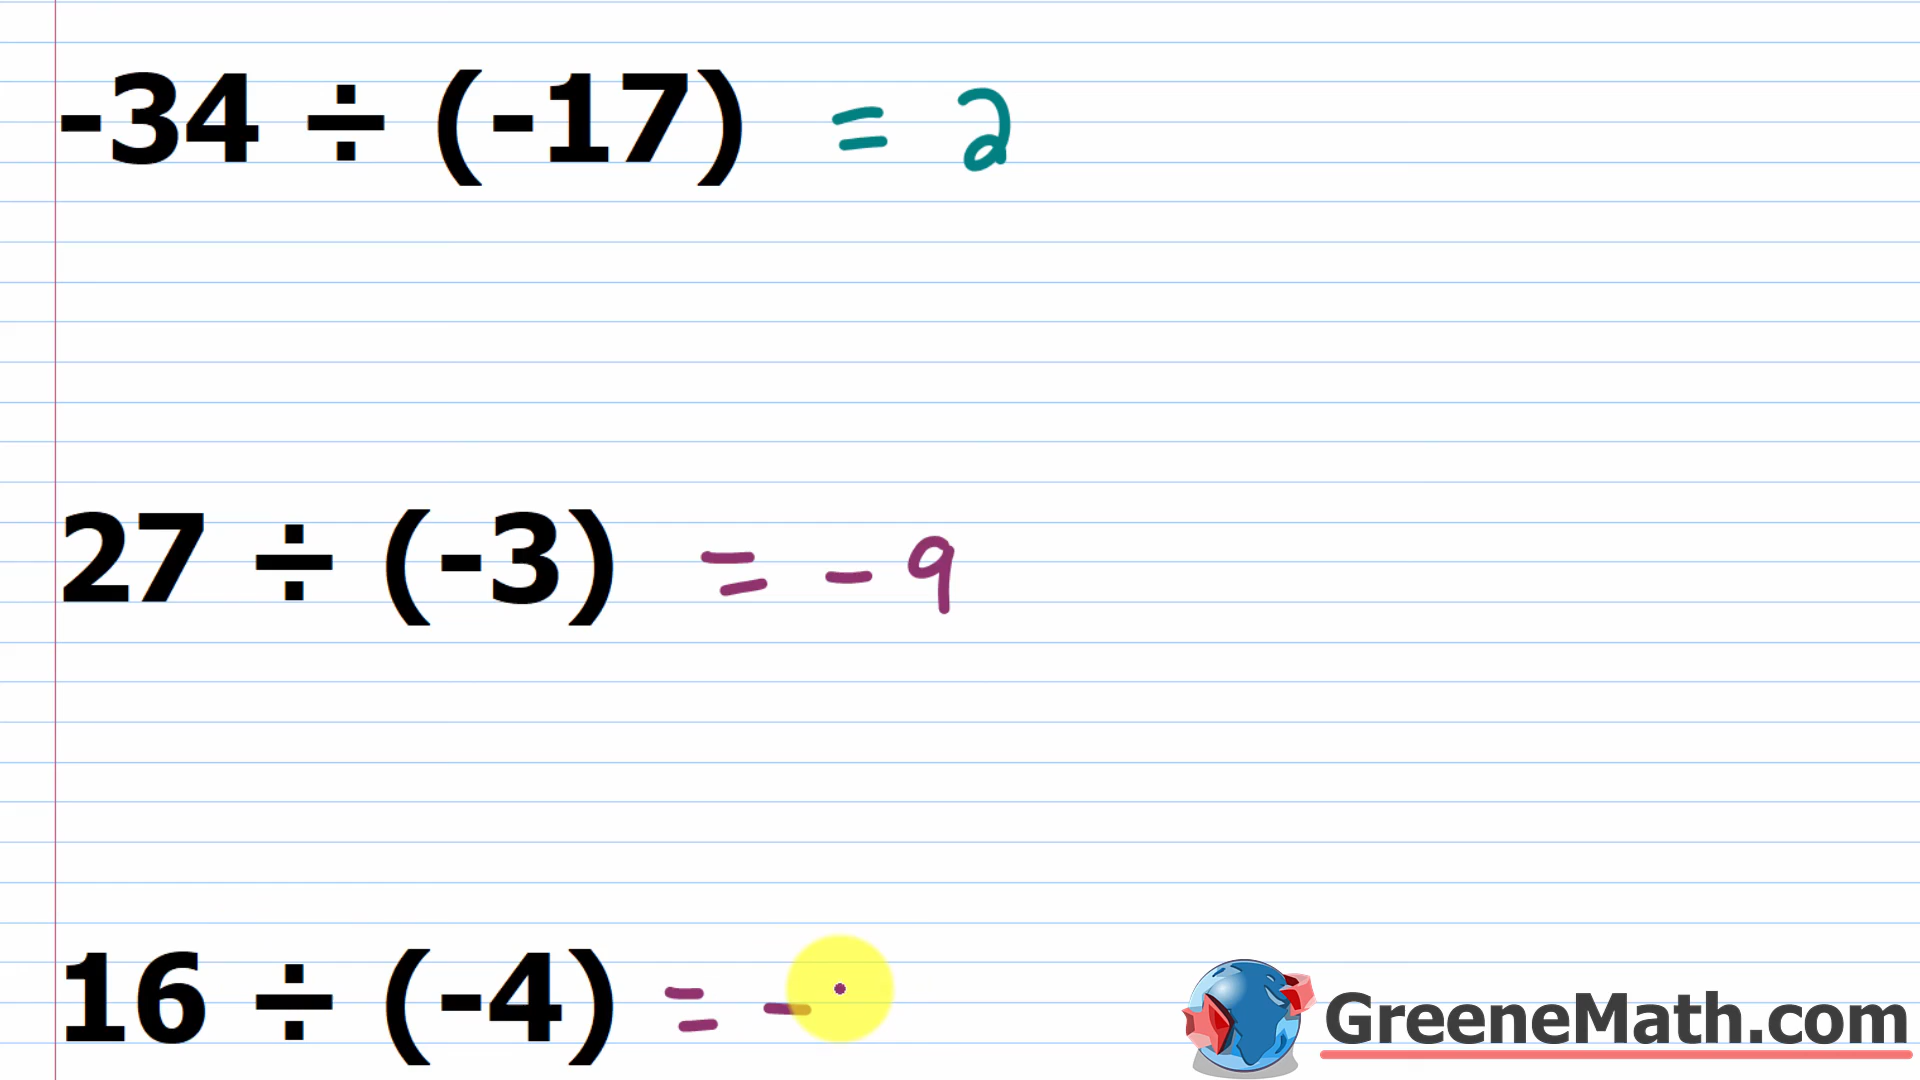 -34 ÷ (-17) = 2
27 ÷ (-3) = - 9
16 ÷ (-4) = -
GreeneMath.com